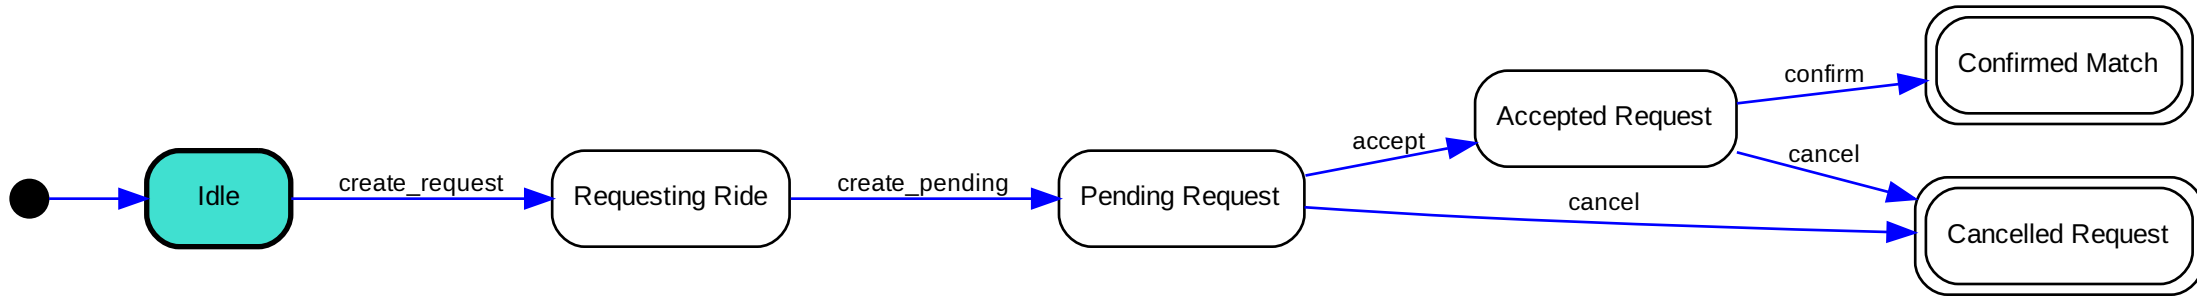 Idle
create_request
Requesting Ride
create_pending
Pending Request
accept
cancel
Accepted Request
confirm
cancel
Confirmed Match
Cancelled Request